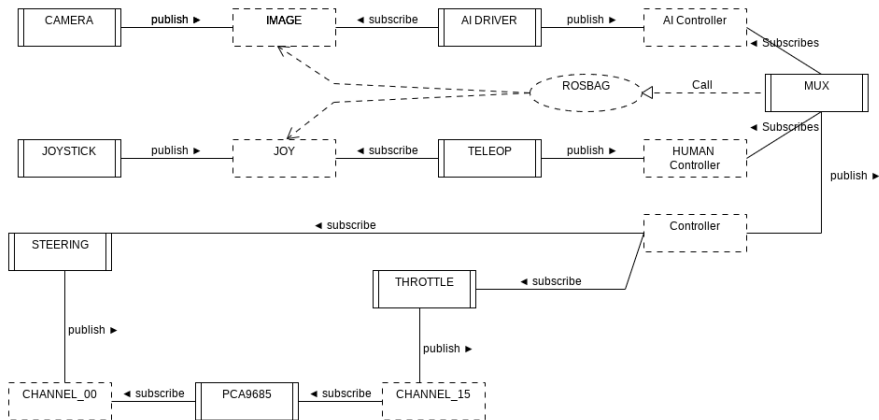 CAMERA publish ► IMAGE ◄ subscribe AI DRIVER publish ► AI Controller
◄ Subscribes
ROSBAG Call MUX
◄ Subscribes
JOYSTICK publish ► JOY ◄ subscribe TELEOP publish ► HUMAN
Controller
publish ►
◄ subscribe Controller
STEERING
THROTTLE ◄ subscribe
publish ►
publish ►
CHANNEL_00 ◄ subscribe PCA9685 ◄ subscribe CHANNEL_15